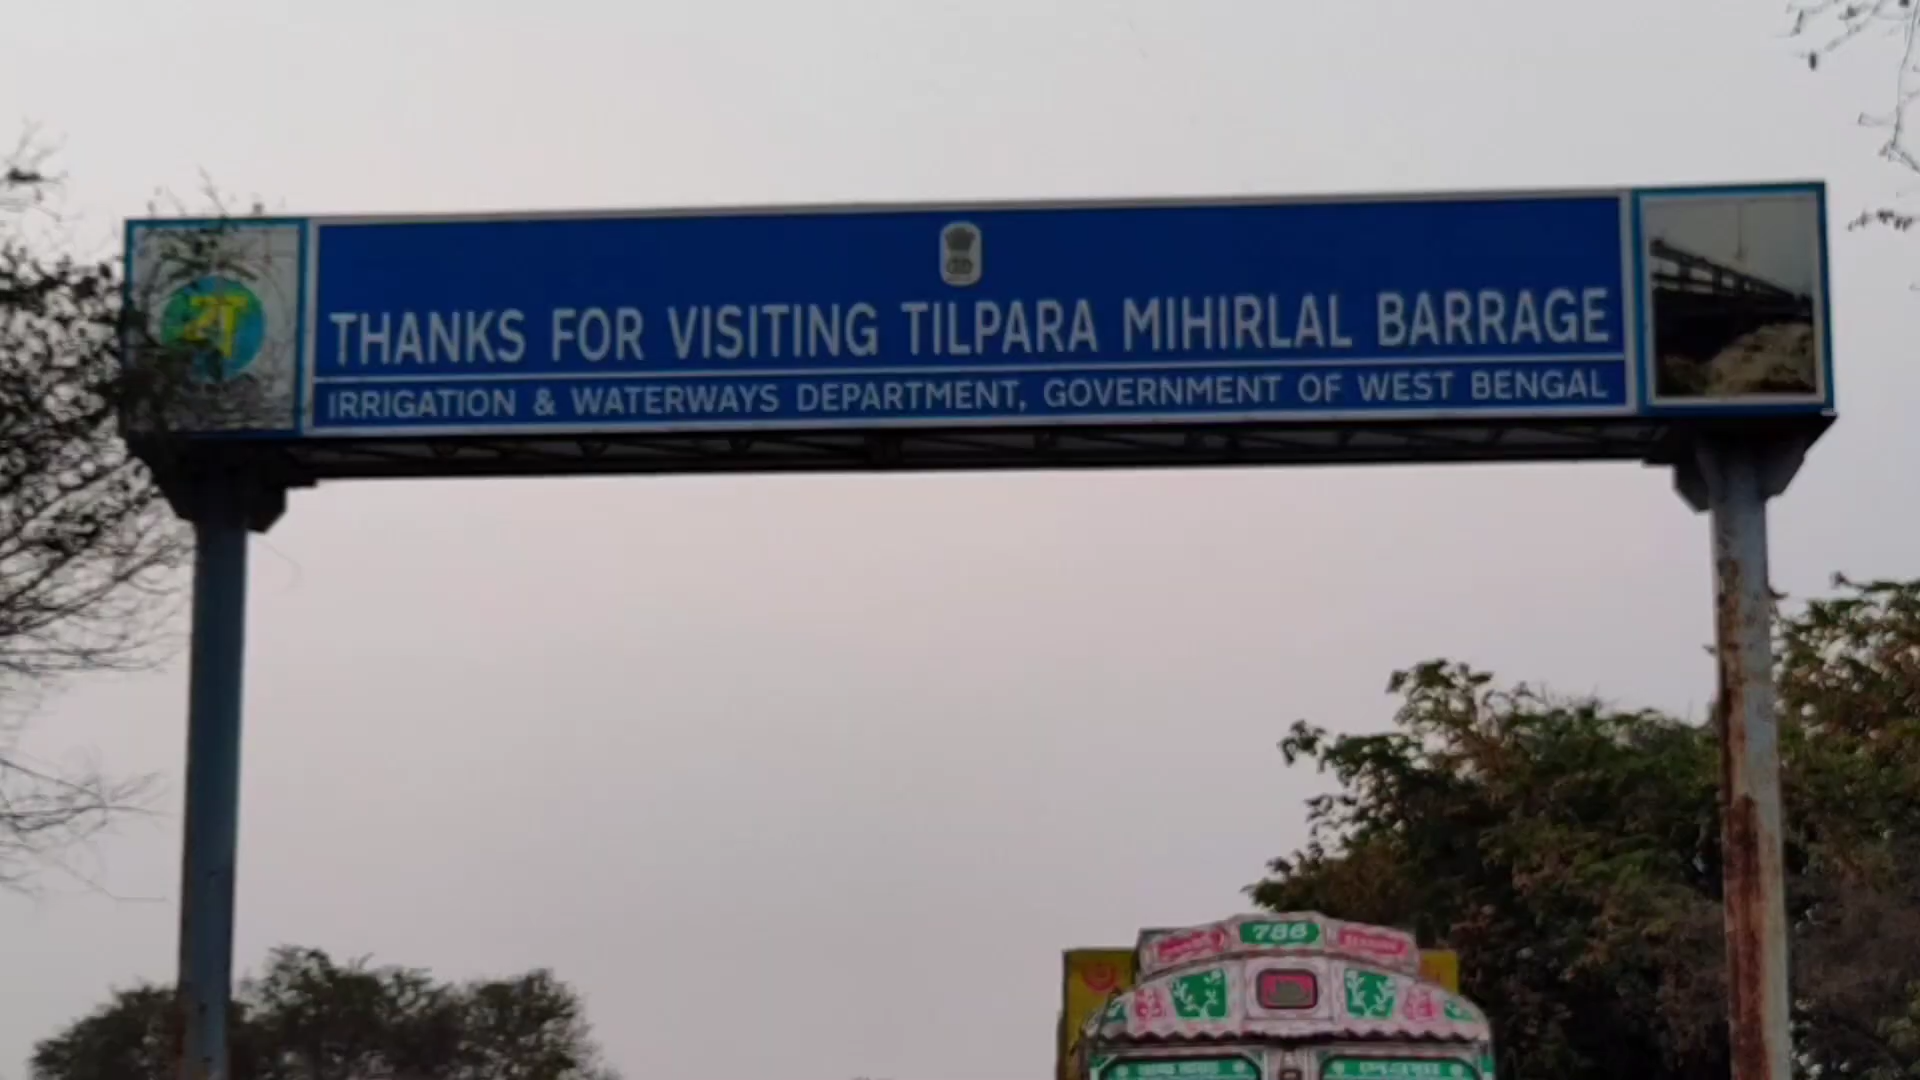 THANKS FOR VISITING TILPARA MIHIRLAL BARRAGE
IRRIGATION & WATERWAYS DEPARTMENT, GOVERNMENT OF WEST BENGAL
786